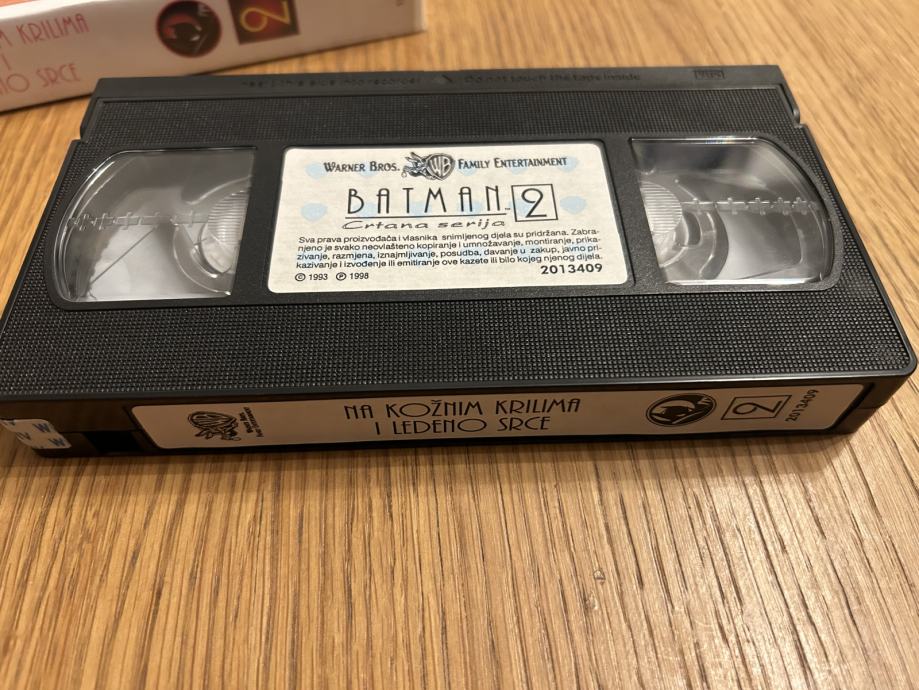 M KRILIMA
I
NO SRCE
2
Do not touch the tape inside
VHS
WARNER BROS. WB FAMILY ENTERTAINMENT
BATMAN™ 2
Crtana serija
Sva prava proizvođača i vlasnika snimljenog djela su pridržana. Zabra-
njeno je svako neovlašteno kopiranje i umnožavanje, montiranje, prika-
zivanje, razmjena, iznajmljivanje, posudba, davanje u zakup, javno pri-
kazivanje i izvođenje ili emitiranje ove kazete ili bilo kojeg njenog dijela.
© 1993 ℗ 1998 2013409
NA KOŽNIM KRILIMA
I LEDENO SRCE
2
2013409